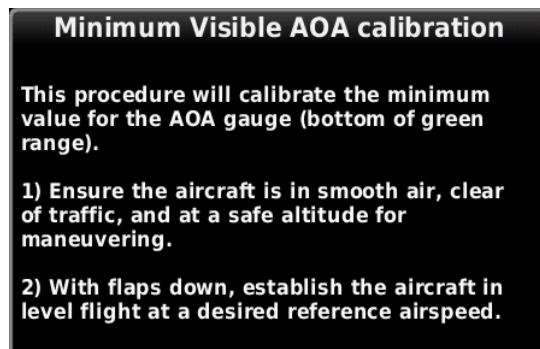 Minimum Visible AOA calibration
This procedure will calibrate the minimum
value for the AOA gauge (bottom of green
range).
1) Ensure the aircraft is in smooth air, clear
of traffic, and at a safe altitude for
maneuvering.
2) With flaps down, establish the aircraft in
level flight at a desired reference airspeed.